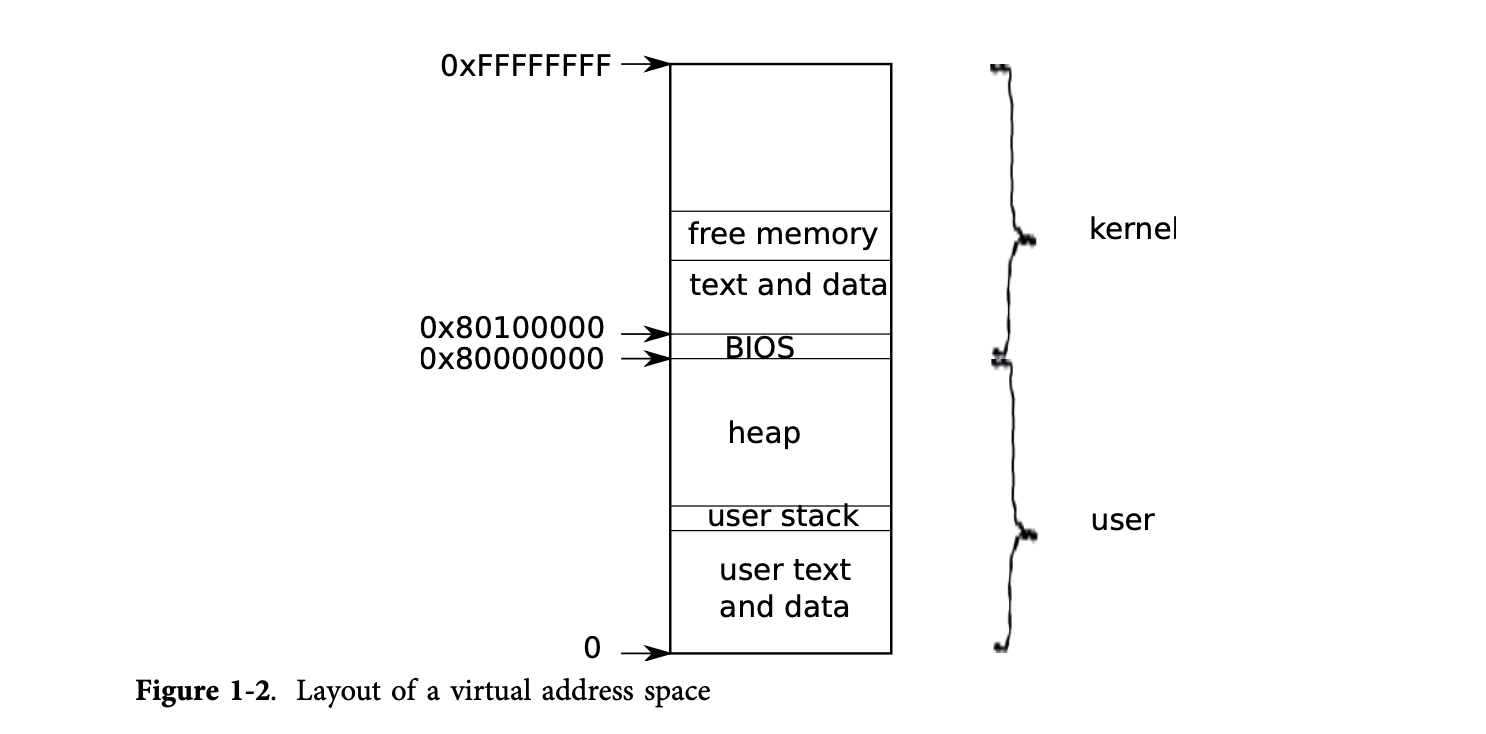 0xFFFFFFFF
free memory
kernel
text and data
0x80100000
BIOS
0x80000000
heap
user stack
user
user text
and data
0
Figure 1-2. Layout of a virtual address space